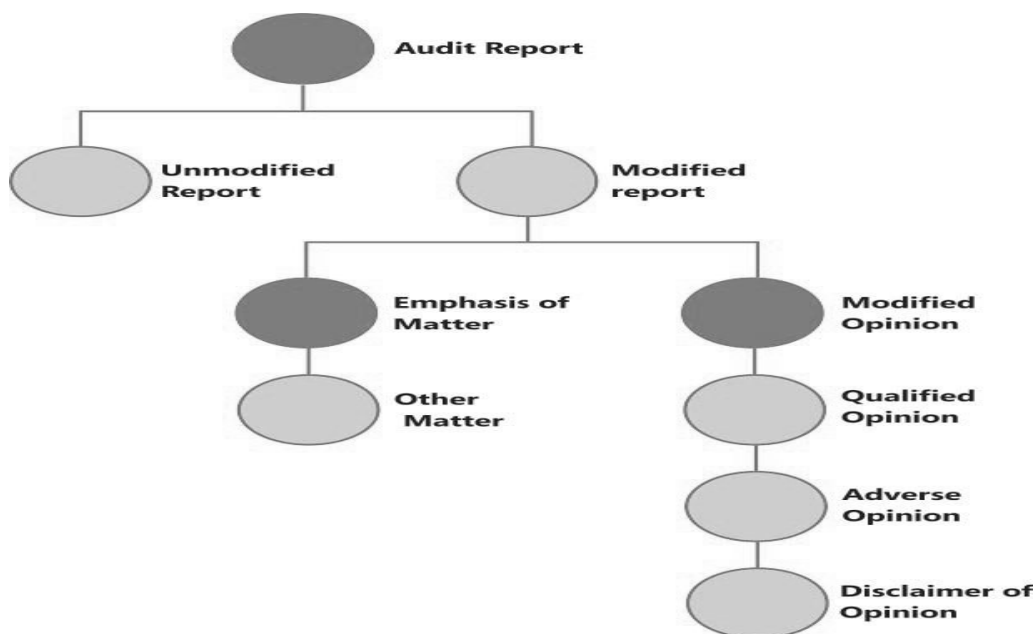 Audit Report
Unmodified
Report
Modified
report
Emphasis of
Matter
Modified
Opinion
Other
Matter
Qualified
Opinion
Adverse
Opinion
Disclaimer of
Opinion